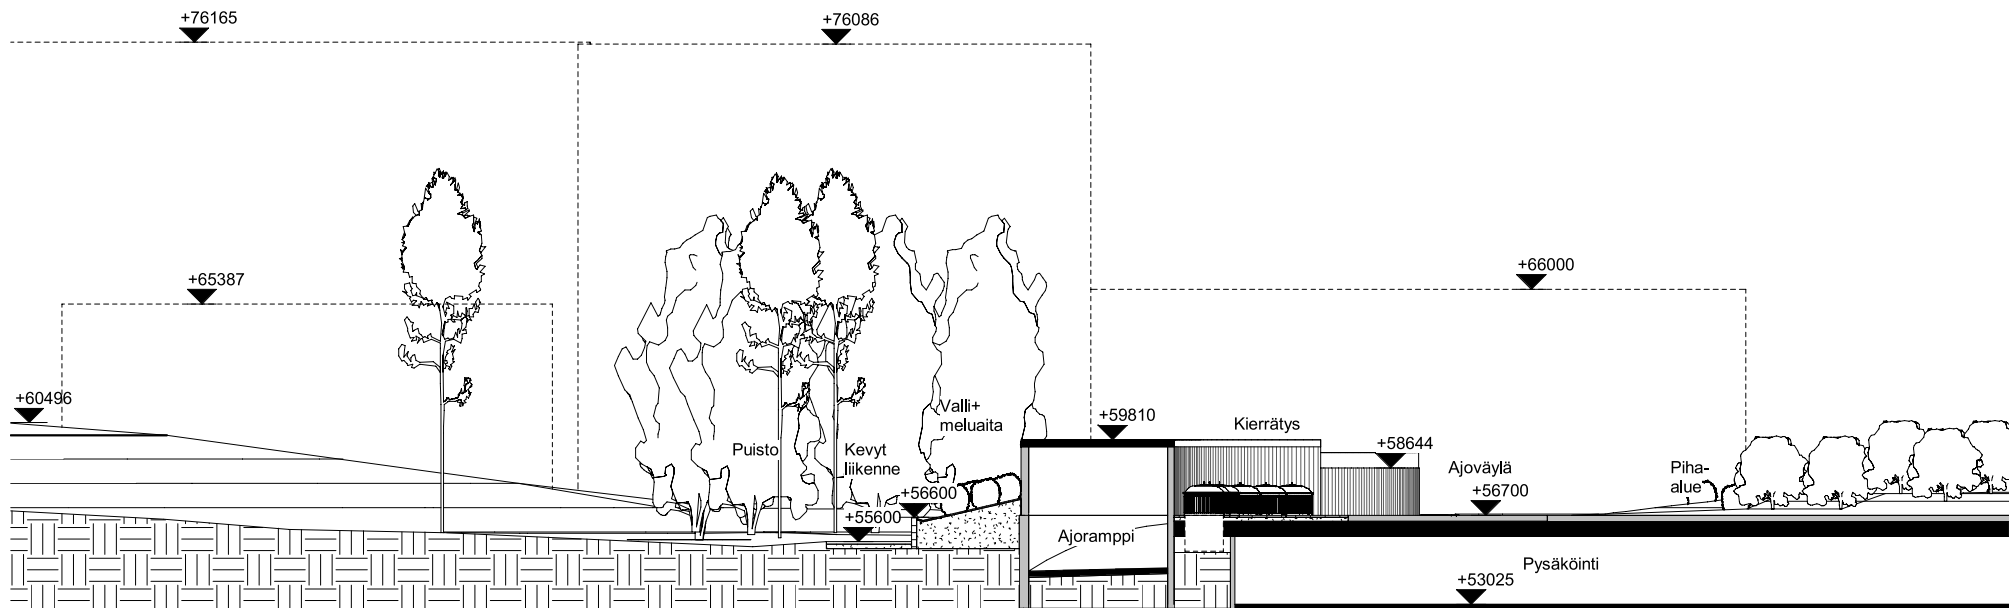 +76165
+76086
+65387
+66000
+60496
Valli+
meluaita
+59810
Kierrätys
+58644
Puisto
Kevyt
liikenne
Ajoväylä
Piha-
alue
+56600
+56700
+55600
Ajoramppi
Pysäköinti
+53025